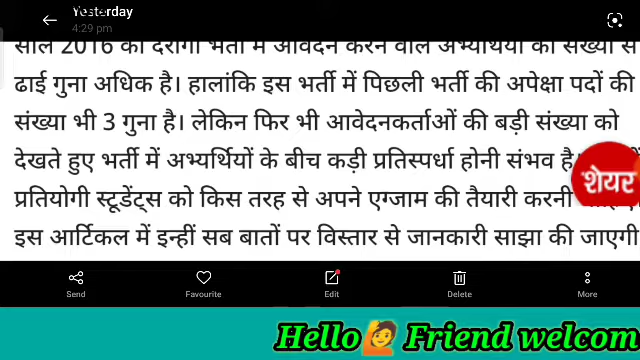 Yesterday
4:29 pm
साल 2016 की दरोगा भर्ती में आवेदन करने वाले अभ्यर्थियों की संख्या से
ढाई गुना अधिक है। हालांकि इस भर्ती में पिछली भर्ती की अपेक्षा पदों की
संख्या भी 3 गुना है। लेकिन फिर भी आवेदनकर्ताओं की बड़ी संख्या को
देखते हुए भर्ती में अभ्यर्थियों के बीच कड़ी प्रतिस्पर्धा होनी संभव है।
शेयर
प्रतियोगी स्टूडेंट्स को किस तरह से अपने एग्जाम की तैयारी करनी
इस आर्टिकल में इन्हीं सब बातों पर विस्तार से जानकारी साझा की जाएगी
Send Favourite Edit Delete More
Hello🙋 Friend welcom